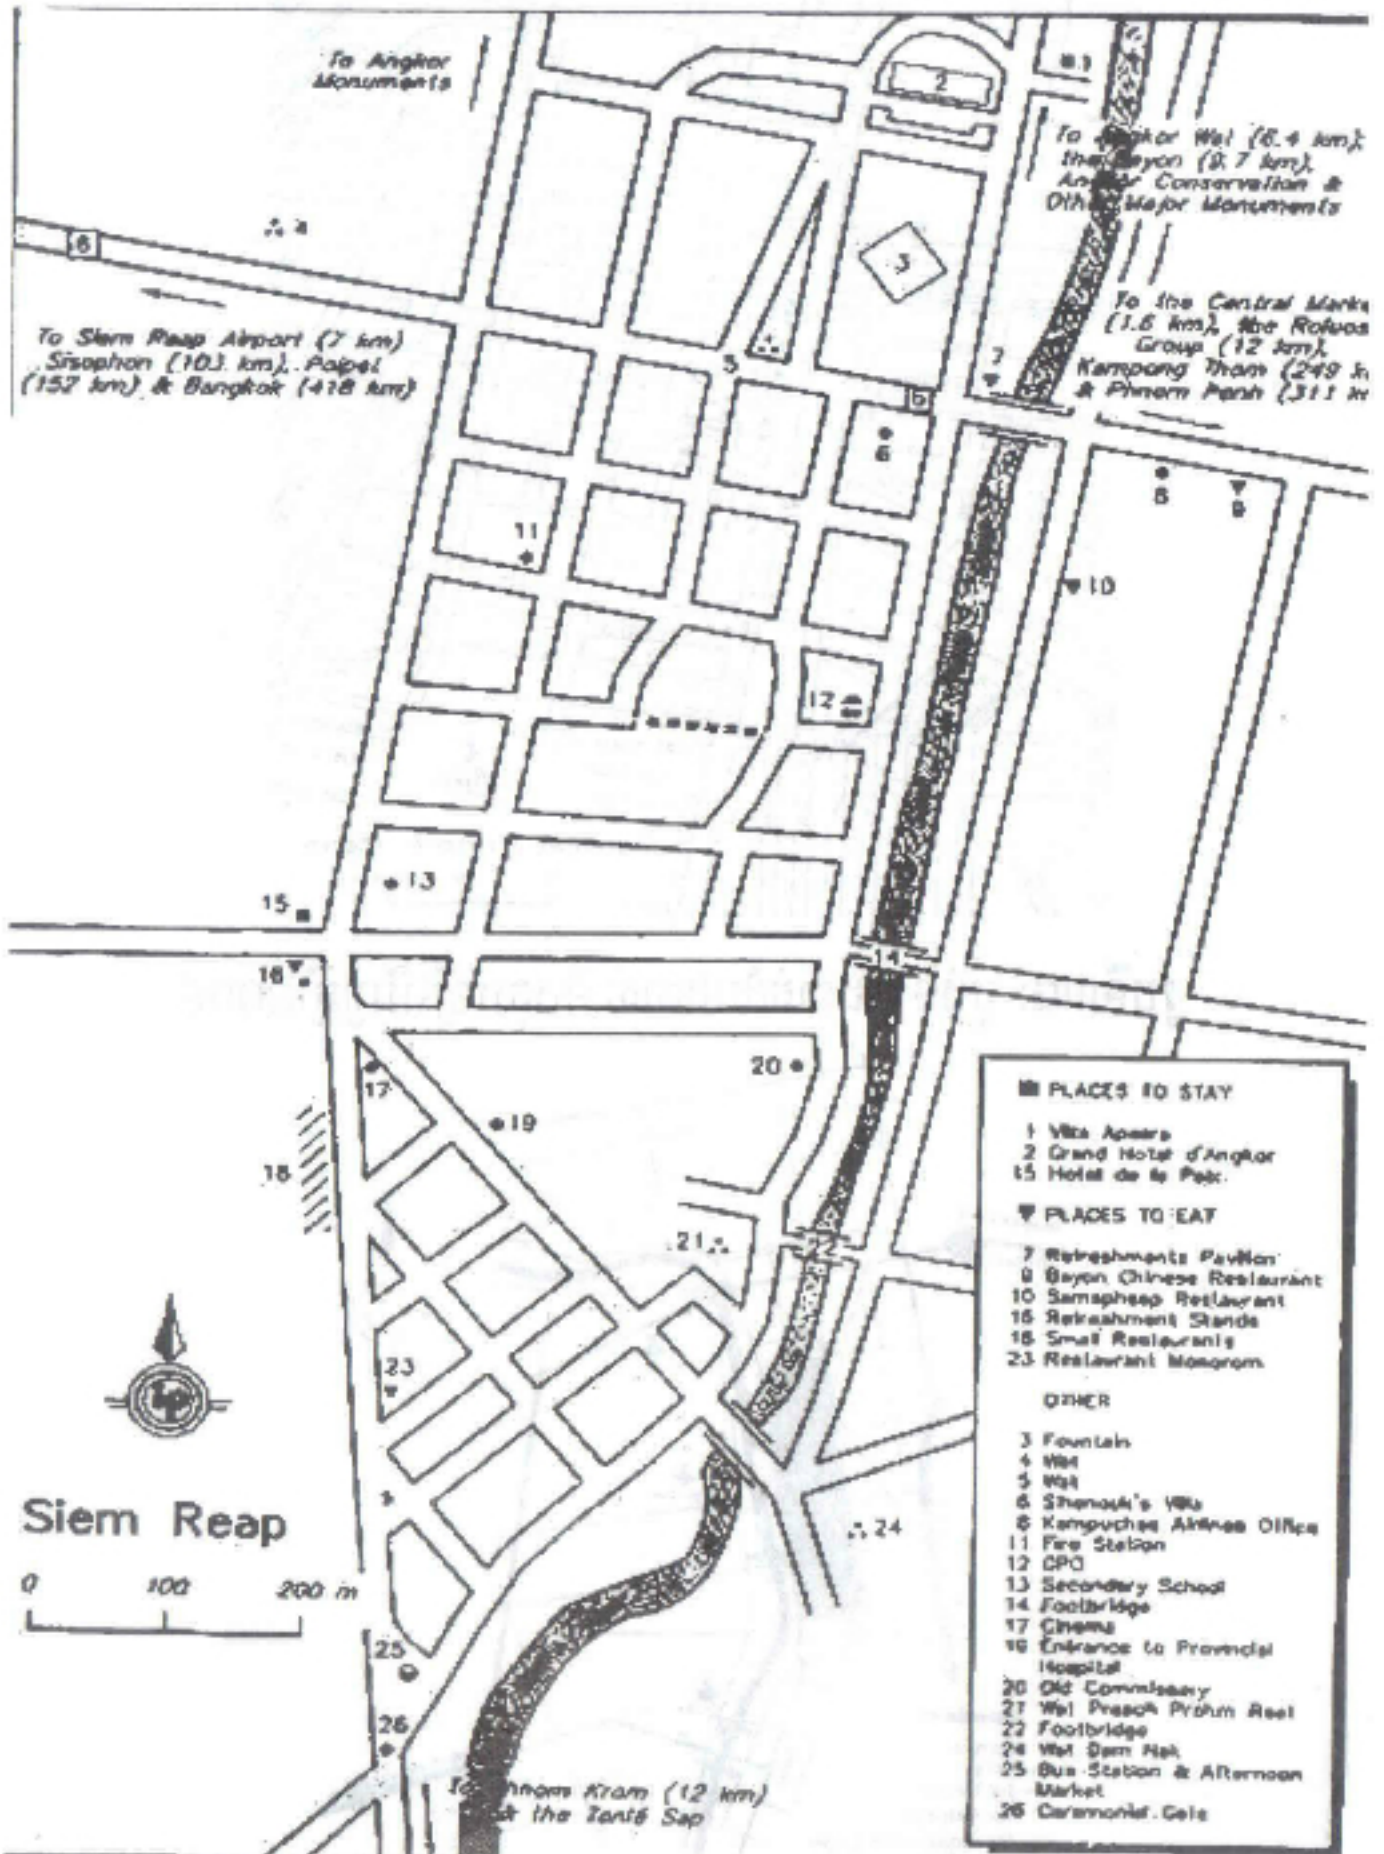 To Angkor
Monuments
2
1
To Angkor Wat (6.4 km),
the Bayon (9.7 km),
Angkor Conservation &
Other Major Monuments
4
6
3
To Siem Reap Airport (7 km)
Sisophon (103 km), Poipet
(152 km) & Bangkok (418 km)
To the Central Marke
(1.6 km), the Roluos
Group (12 km),
Kampong Thom (249 k
& Phnom Penh (311 k
5
7
6
6
8
9
11
10
12
13
15
14
16
17
20
19
18
21
22
23
Siem Reap
0 100 200 m
24
25
26
To Phnom Krom (12 km)
& the Tonlé Sap
PLACES TO STAY
1 Villa Apsara
2 Grand Hotel d'Angkor
15 Hotel de la Paix
PLACES TO EAT
7 Refreshments Pavilion
9 Bayon Chinese Restaurant
10 Samapheap Restaurant
16 Refreshment Stands
18 Small Restaurants
23 Restaurant Monorom
OTHER
3 Fountain
4 Wat
5 Wat
6 Sihanouk's Villa
8 Kampuchea Airlines Office
11 Fire Station
12 GPO
13 Secondary School
14 Footbridge
17 Cinema
19 Entrance to Provincial
Hospital
20 Old Commissary
21 Wat Preach Prohm Reat
22 Footbridge
24 Wat Dam Nak
25 Bus Station & Afternoon
Market
26 Ceremonial Gate